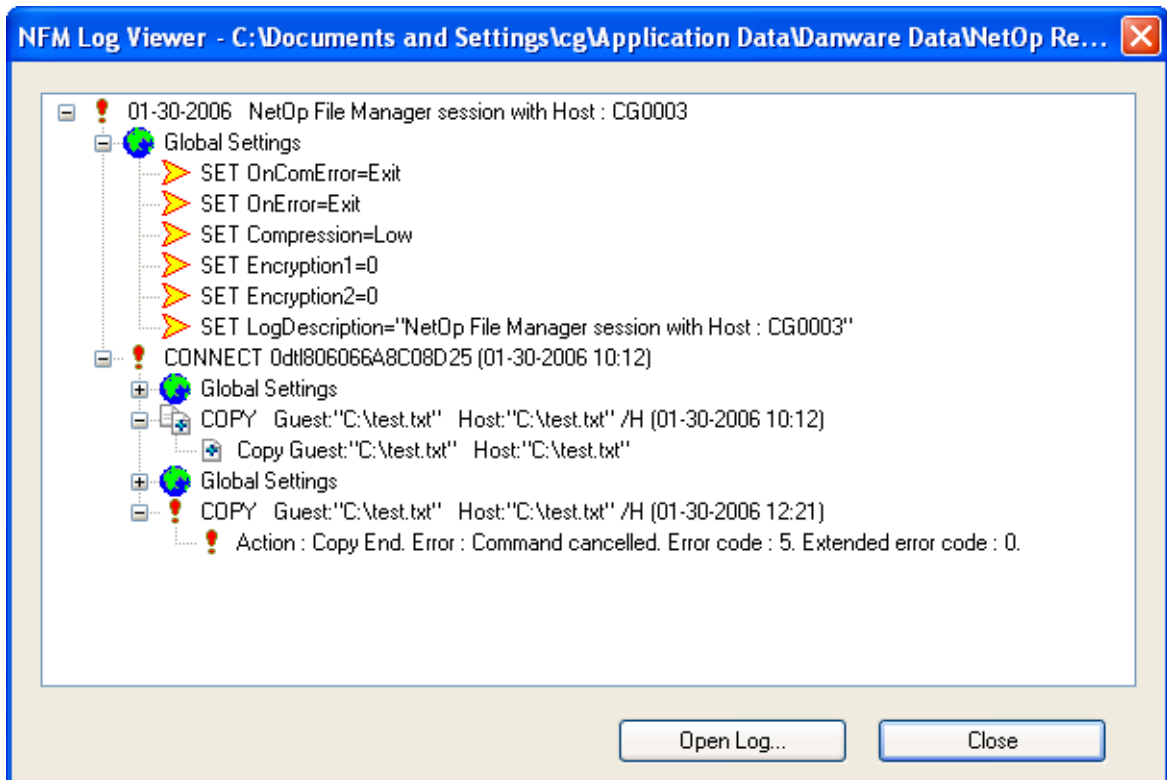 NFM Log Viewer - C:\Documents and Settings\cg\Application Data\Danware Data\NetOp Re...
01-30-2006 NetOp File Manager session with Host : CG0003
Global Settings
SET OnComError=Exit
SET OnError=Exit
SET Compression=Low
SET Encryption1=0
SET Encryption2=0
SET LogDescription="NetOp File Manager session with Host : CG0003"
CONNECT 0dtl806066A8C08D25 (01-30-2006 10:12)
Global Settings
COPY Guest:"C:\test.txt" Host:"C:\test.txt" /H (01-30-2006 10:12)
Copy Guest:"C:\test.txt" Host:"C:\test.txt"
Global Settings
COPY Guest:"C:\test.txt" Host:"C:\test.txt" /H (01-30-2006 12:21)
Action : Copy End. Error : Command cancelled. Error code : 5. Extended error code : 0.
Open Log...
Close